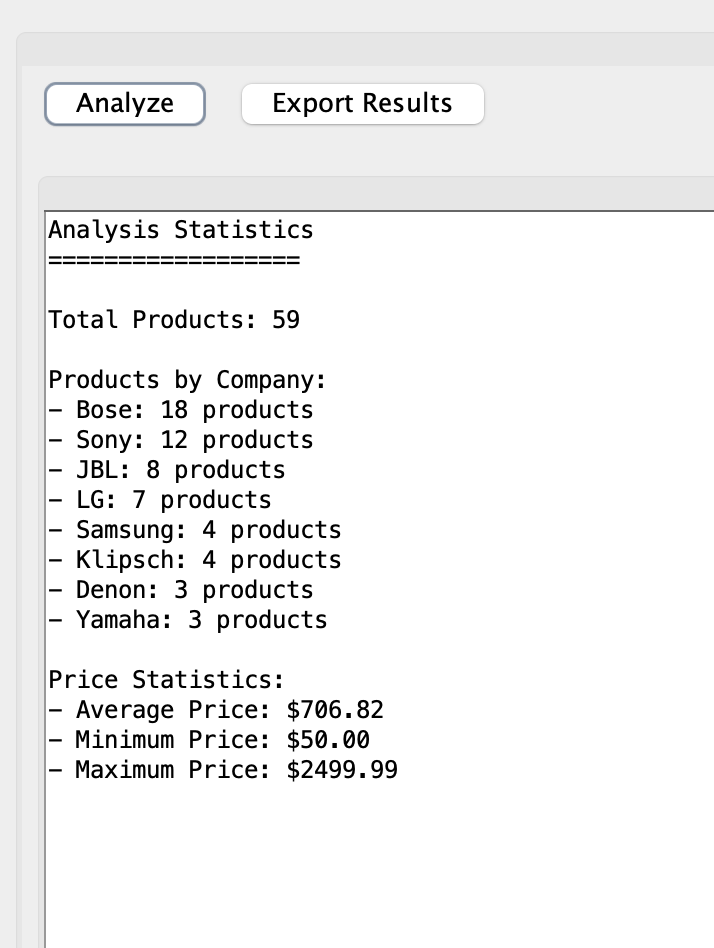 Analyze Export Results
Analysis Statistics
==================
Total Products: 59
Products by Company:
- Bose: 18 products
- Sony: 12 products
- JBL: 8 products
- LG: 7 products
- Samsung: 4 products
- Klipsch: 4 products
- Denon: 3 products
- Yamaha: 3 products
Price Statistics:
- Average Price: $706.82
- Minimum Price: $50.00
- Maximum Price: $2499.99